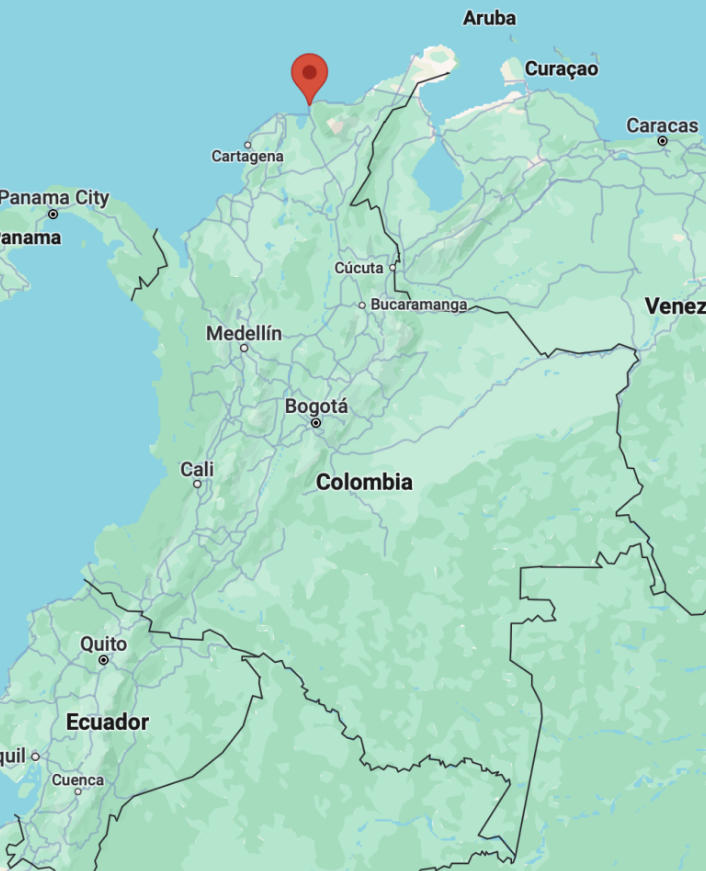 Aruba
Curaçao
Caracas
Cartagena
Panama City
anama
Cúcuta
Bucaramanga
Venez
Medellín
Bogotá
Cali
Colombia
Quito
Ecuador
quil
Cuenca